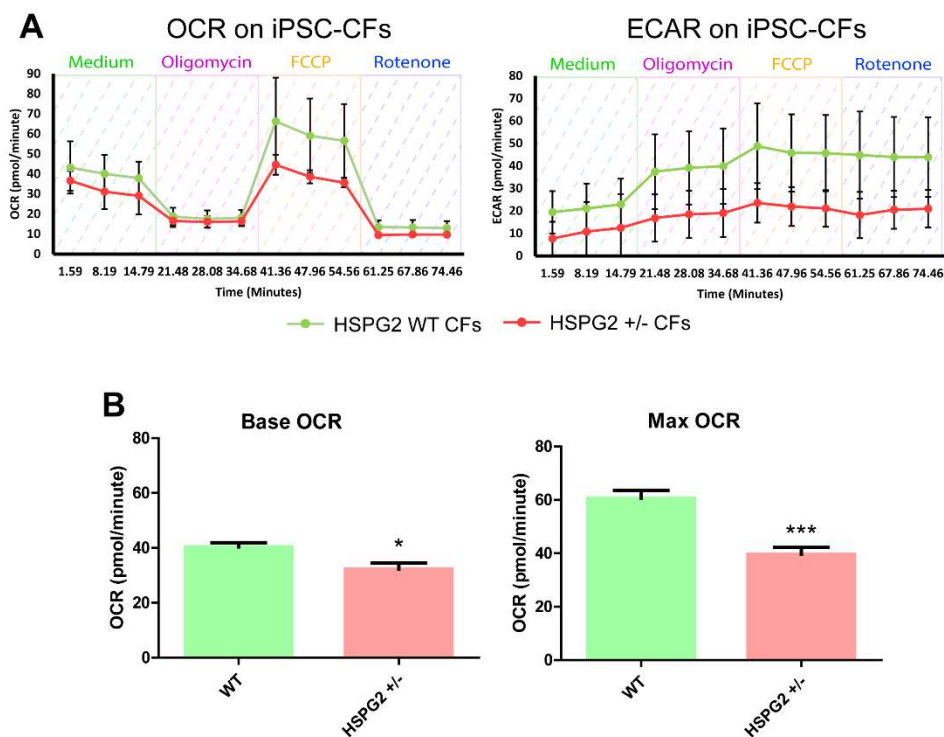 A
OCR on iPSC-CFs
Medium Oligomycin FCCP Rotenone
90
80
70
60
50
40
30
20
10
0
OCR (pmol/minute)
1.59 8.19 14.79 21.48 28.08 34.68 41.36 47.96 54.56 61.25 67.86 74.46
Time (Minutes)
ECAR on iPSC-CFs
Medium Oligomycin FCCP Rotenone
80
70
60
50
40
30
20
10
0
ECAR (pmol/minute)
1.59 8.19 14.79 21.48 28.08 34.68 41.36 47.96 54.56 61.25 67.86 74.46
Time (Minutes)
HSPG2 WT CFs HSPG2 +/- CFs
B
Base OCR
80
60
40
20
0
OCR (pmol/minute)
*
WT HSPG2 +/-
Max OCR
80
60
40
20
0
OCR (pmol/minute)
***
WT HSPG2 +/-